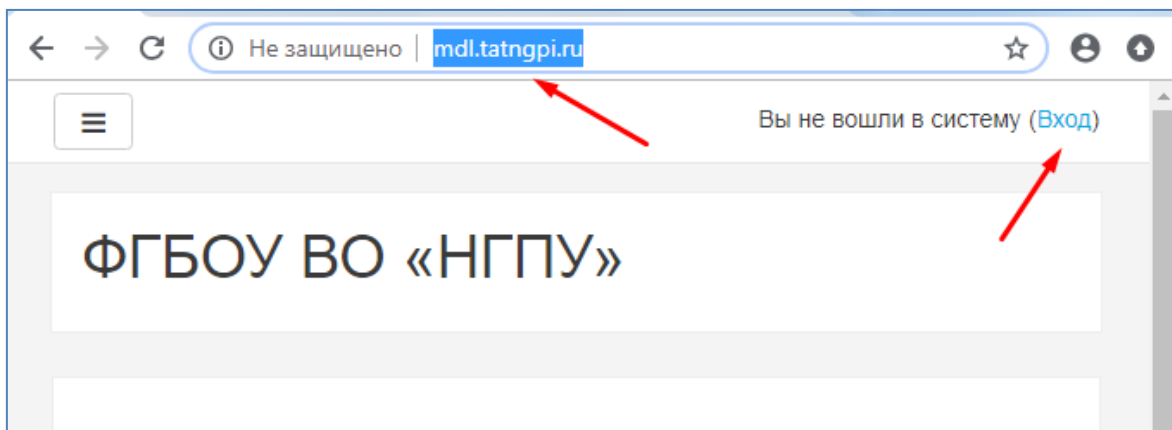 Не защищено | mdl.tatngpi.ru
Вы не вошли в систему (Вход)
ФГБОУ ВО «НГПУ»